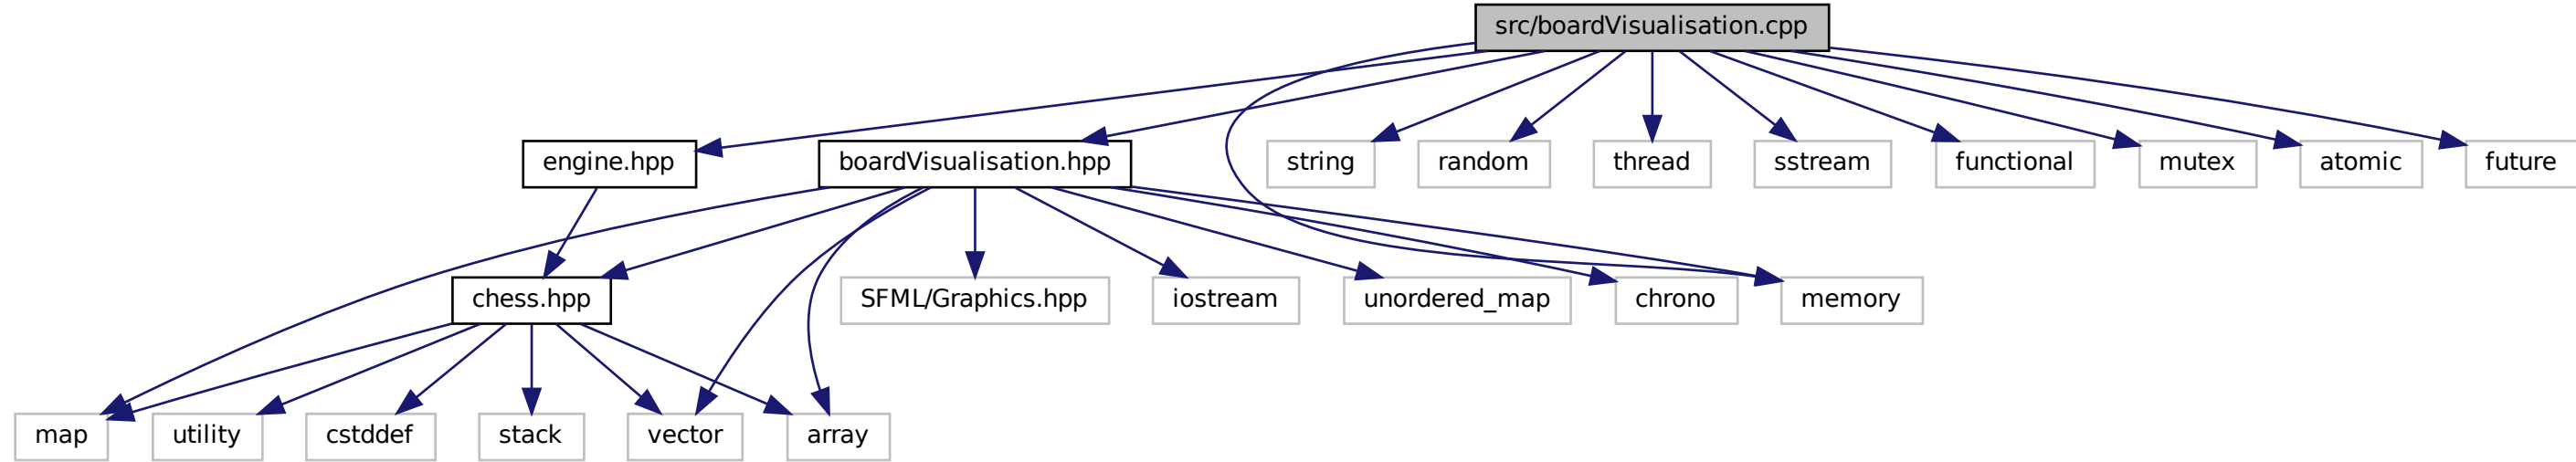 src/boardVisualisation.cpp
engine.hpp
boardVisualisation.hpp
string
random
thread
sstream
functional
mutex
atomic
future
chess.hpp
SFML/Graphics.hpp
iostream
unordered_map
chrono
memory
map
utility
cstddef
stack
vector
array